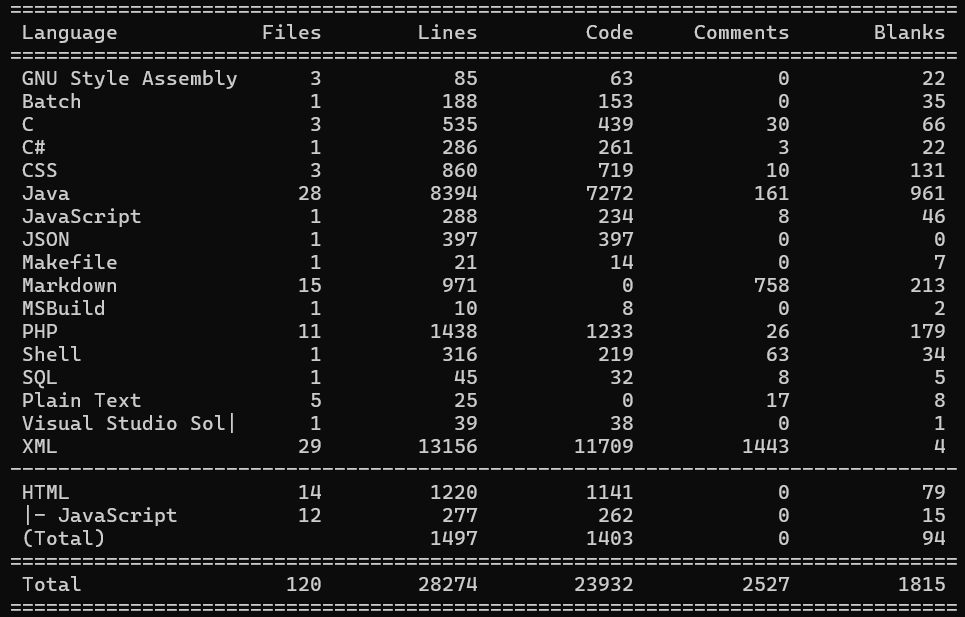 ===============================================================================
Language            Files        Lines         Code     Comments       Blanks
===============================================================================
GNU Style Assembly      3           85           63            0           22
Batch                   1          188          153            0           35
C                       3          535          439           30           66
C#                      1          286          261            3           22
CSS                     3          860          719           10          131
Java                   28         8394         7272          161          961
JavaScript              1          288          234            8           46
JSON                    1          397          397            0            0
Makefile                1           21           14            0            7
Markdown               15          971            0          758          213
MSBuild                 1           10            8            0            2
PHP                    11         1438         1233           26          179
Shell                   1          316          219           63           34
SQL                     1           45           32            8            5
Plain Text              5           25            0           17            8
Visual Studio Sol|      1           39           38            0            1
XML                    29        13156        11709         1443            4
-------------------------------------------------------------------------------
HTML                   14         1220         1141            0           79
|- JavaScript          12          277          262            0           15
(Total)                           1497         1403            0           94
===============================================================================
Total                 120        28274        23932         2527         1815
===============================================================================